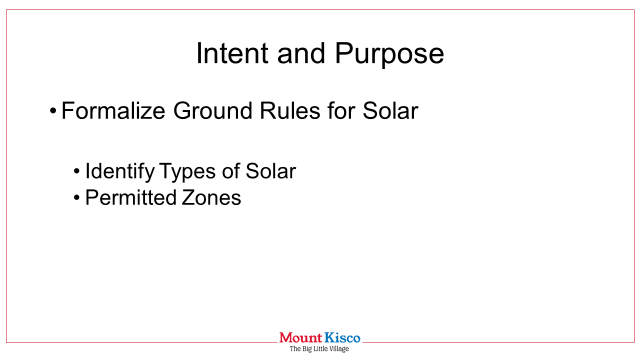 Intent and Purpose
• Formalize Ground Rules for Solar
• Identify Types of Solar
• Permitted Zones
Mount Kisco
The Big Little Village